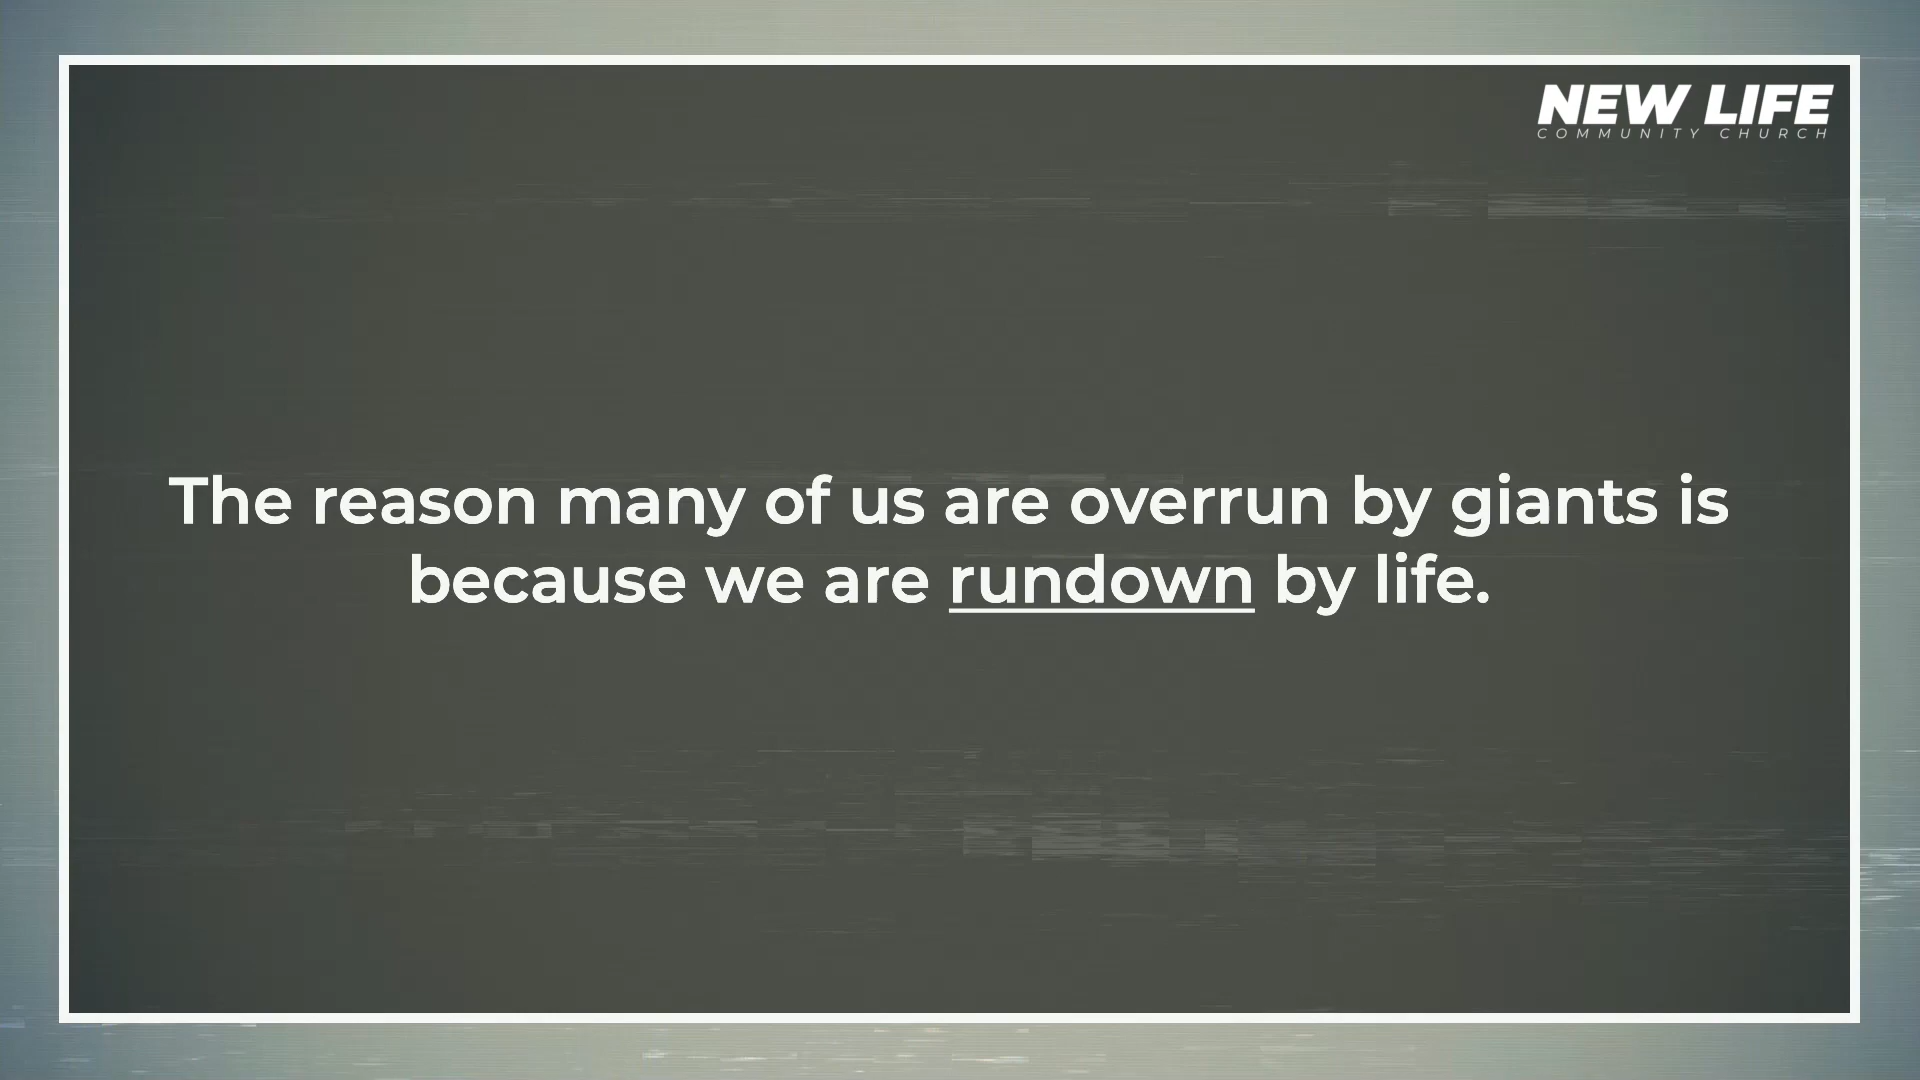 NEW LIFE
COMMUNITY CHURCH
The reason many of us are overrun by giants is
because we are rundown by life.